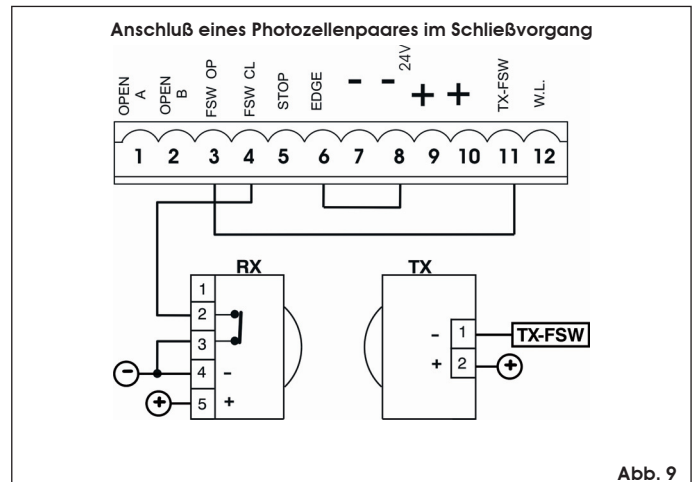 Anschluß eines Photozellenpaares im Schließvorgang
OPEN A
OPEN B
FSW OP
FSW CL
STOP
EDGE
- - 24V + +
TX-FSW
W.L.
1 2 3 4 5 6 7 8 9 10 11 12
RX
1
2
3
4 -
5 +
-
+
TX
- 1
+ 2
TX-FSW
+
Abb. 9